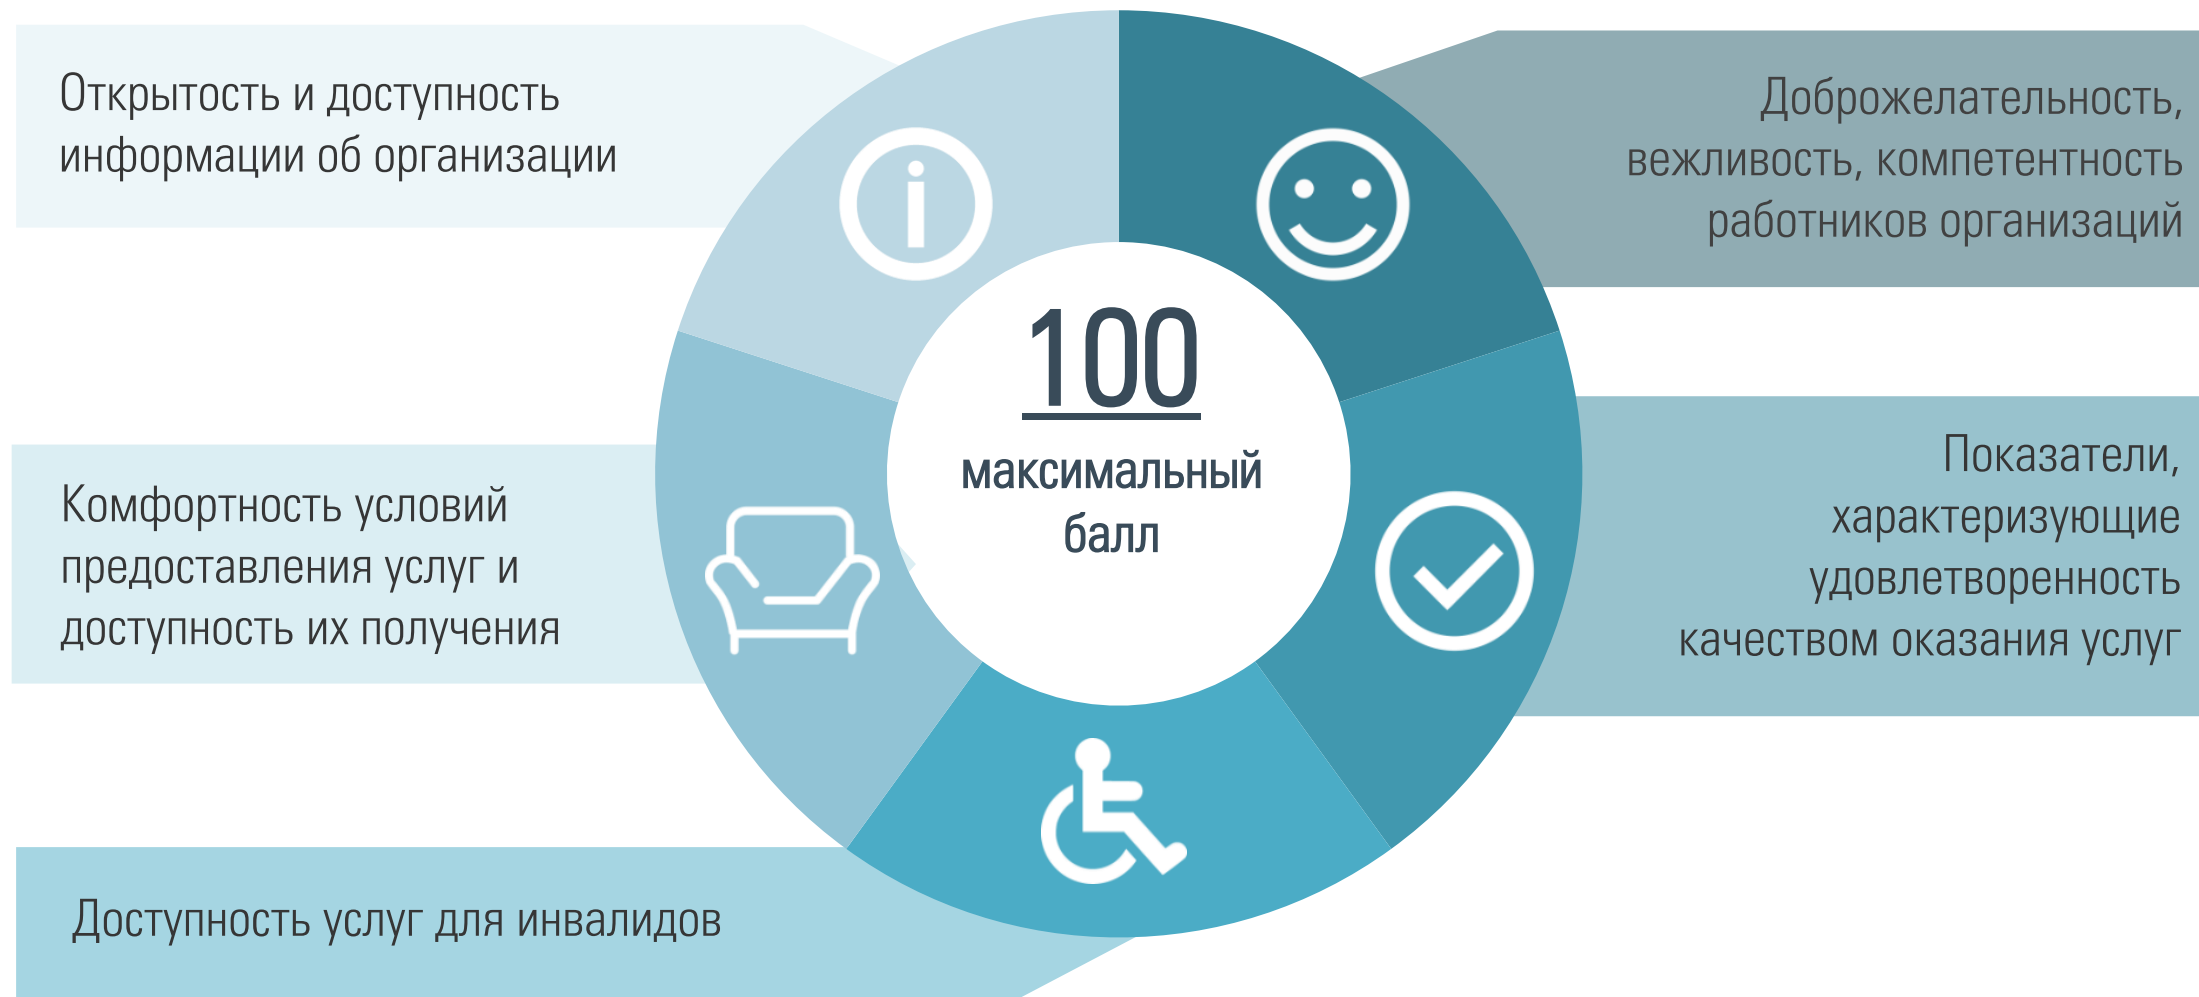 Открытость и доступность
информации об организации
Комфортность условий
предоставления услуг и
доступность их получения
Доступность услуг для инвалидов
100
максимальный
балл
Доброжелательность,
вежливость, компетентность
работников организаций
Показатели,
характеризующие
удовлетворенность
качеством оказания услуг